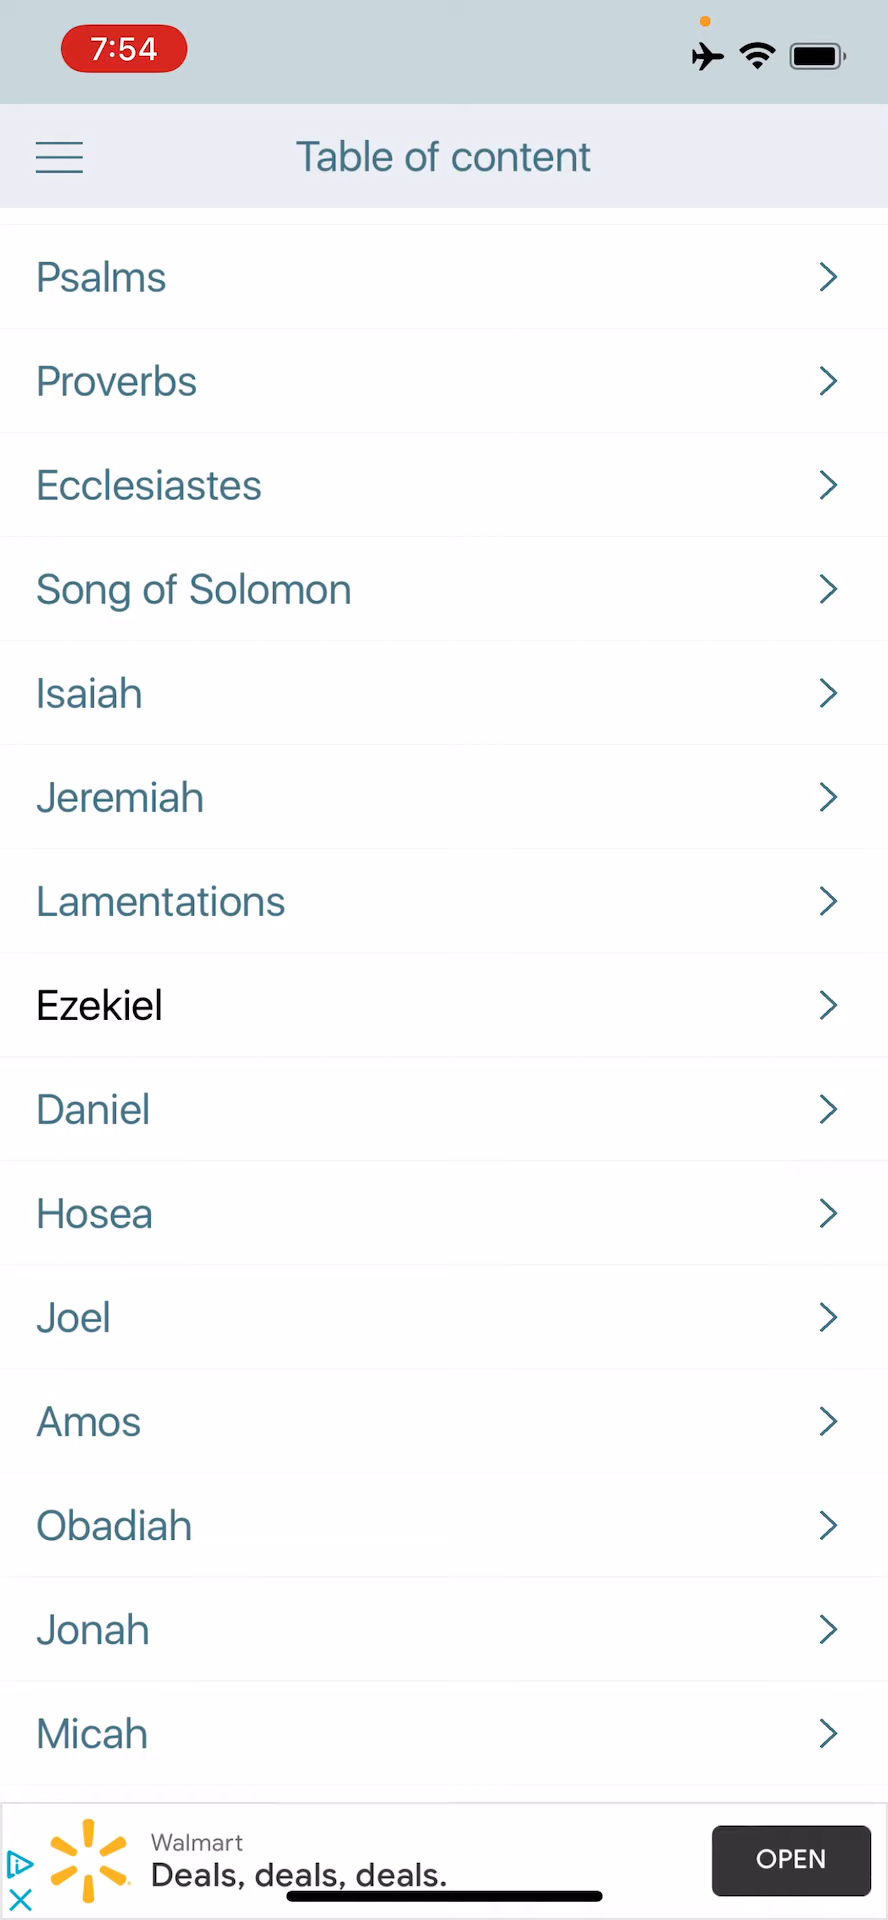 7:54
Table of content
Psalms
Proverbs
Ecclesiastes
Song of Solomon
Isaiah
Jeremiah
Lamentations
Ezekiel
Daniel
Hosea
Joel
Amos
Obadiah
Jonah
Micah
Walmart
Deals, deals, deals.
OPEN